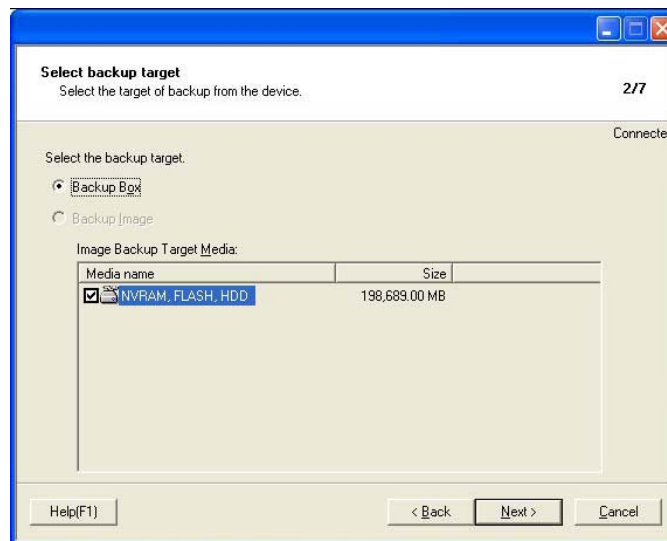 Select backup target
Select the target of backup from the device.
2/7
Connecte
Select the backup target.
Backup Box
Backup Image
Image Backup Target Media:
Media name Size
NVRAM, FLASH, HDD 198,689.00 MB
Help(F1) < Back Next > Cancel